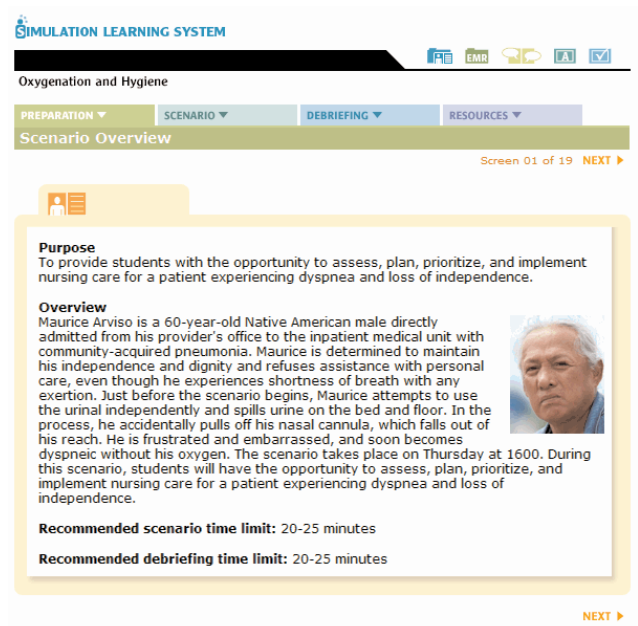 SIMULATION LEARNING SYSTEM
EMR
A
Oxygenation and Hygiene
PREPARATION ▼ SCENARIO ▼ DEBRIEFING ▼ RESOURCES ▼
Scenario Overview
Screen 01 of 19 NEXT ▶
Purpose
To provide students with the opportunity to assess, plan, prioritize, and implement
nursing care for a patient experiencing dyspnea and loss of independence.
Overview
Maurice Arviso is a 60-year-old Native American male directly
admitted from his provider's office to the inpatient medical unit with
community-acquired pneumonia. Maurice is determined to maintain
his independence and dignity and refuses assistance with personal
care, even though he experiences shortness of breath with any
exertion. Just before the scenario begins, Maurice attempts to use
the urinal independently and spills urine on the bed and floor. In the
process, he accidentally pulls off his nasal cannula, which falls out of
his reach. He is frustrated and embarrassed, and soon becomes
dyspneic without his oxygen. The scenario takes place on Thursday at 1600. During
this scenario, students will have the opportunity to assess, plan, prioritize, and
implement nursing care for a patient experiencing dyspnea and loss of
independence.
Recommended scenario time limit: 20-25 minutes
Recommended debriefing time limit: 20-25 minutes
NEXT ▶